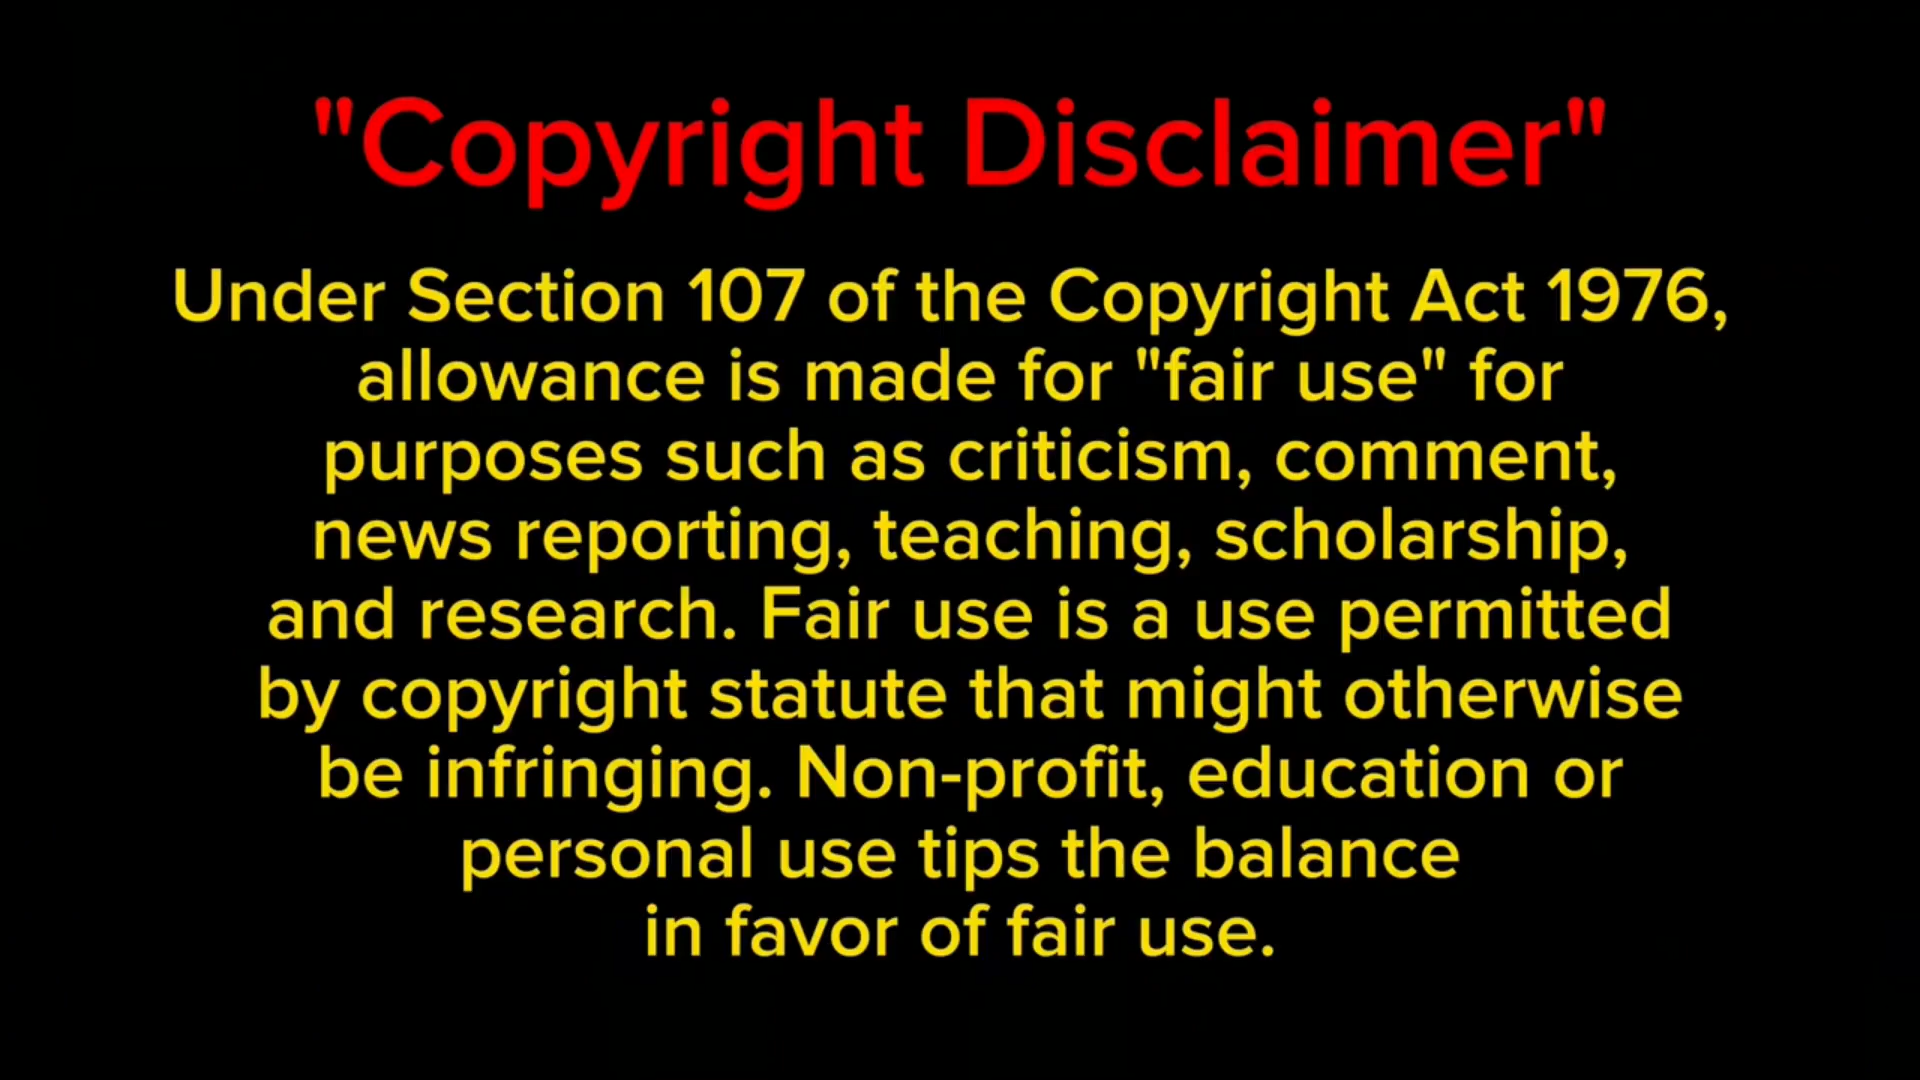 "Copyright Disclaimer"
Under Section 107 of the Copyright Act 1976,
allowance is made for "fair use" for
purposes such as criticism, comment,
news reporting, teaching, scholarship,
and research. Fair use is a use permitted
by copyright statute that might otherwise
be infringing. Non-profit, education or
personal use tips the balance
in favor of fair use.